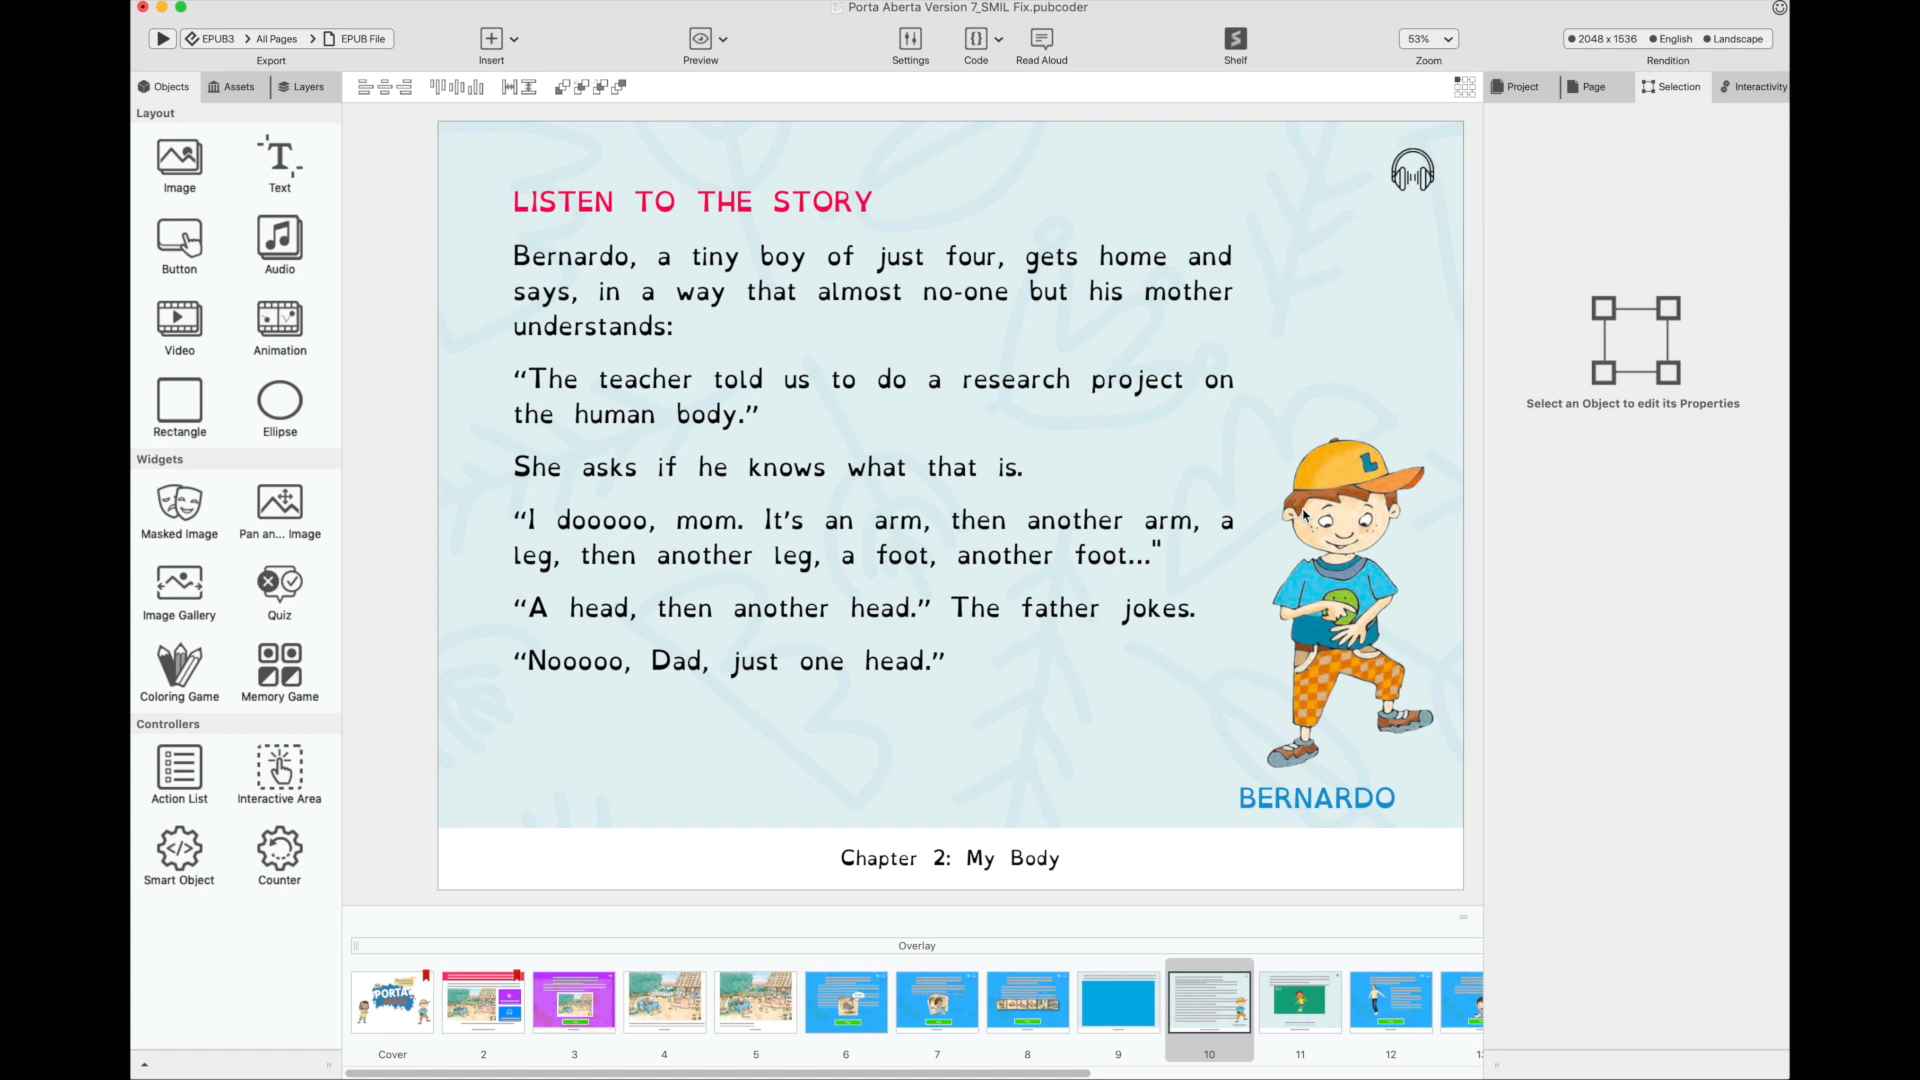 Porta Aberta Version 7_SMIL Fix.pubcoder
EPUB3 > All Pages > EPUB File
Export
Insert
Preview
Settings
Code
Read Aloud
Shelf
53%
Zoom
2048 x 1536 English Landscape
Rendition
Objects Assets Layers
Project Page Selection Interactivity
Layout
Image Text
Button Audio
Video Animation
Rectangle Ellipse
Widgets
Masked Image Pan an... Image
Image Gallery Quiz
Coloring Game Memory Game
Controllers
Action List Interactive Area
Smart Object Counter
LISTEN TO THE STORY
Bernardo, a tiny boy of just four, gets home and
says, in a way that almost no-one but his mother
understands:
“The teacher told us to do a research project on
the human body.”
She asks if he knows what that is.
“I dooooo, mom. It’s an arm, then another arm, a
leg, then another leg, a foot, another foot..."
“A head, then another head.” The father jokes.
“Nooooo, Dad, just one head.”
L
BERNARDO
Chapter 2: My Body
Select an Object to edit its Properties
Overlay
PORTA
Cover 2 3 4 5 6 7 8 9 10 11 12